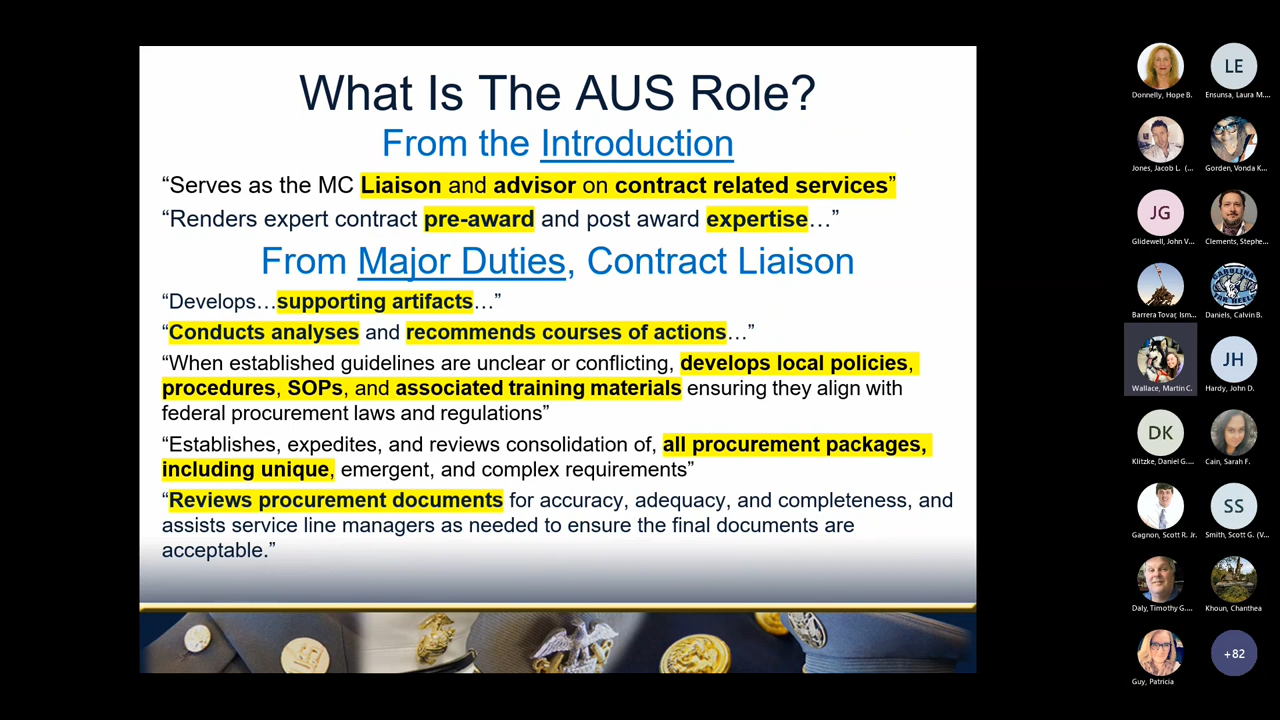 What Is The AUS Role?
From the Introduction
“Serves as the MC Liaison and advisor on contract related services”
“Renders expert contract pre-award and post award expertise…”
From Major Duties, Contract Liaison
“Develops…supporting artifacts…”
“Conducts analyses and recommends courses of actions…”
“When established guidelines are unclear or conflicting, develops local policies,
procedures, SOPs, and associated training materials ensuring they align with
federal procurement laws and regulations”
“Establishes, expedites, and reviews consolidation of, all procurement packages,
including unique, emergent, and complex requirements”
“Reviews procurement documents for accuracy, adequacy, and completeness, and
assists service line managers as needed to ensure the final documents are
acceptable.”
Donnelly, Hope B.
LE
Ensunsa, Laura M....
Jones, Jacob L. (...
Gorden, Vonda K...
JG
Glidewell, John V...
Clements, Stephe...
Barrera Tovar, Ism...
Daniels, Calvin B.
Wallace, Martin C.
JH
Hardy, John D.
DK
Klitzke, Daniel G....
Cain, Sarah F.
Gagnon, Scott R. Jr.
SS
Smith, Scott G. (V...
Daly, Timothy G....
Khoun, Chanthea
Guy, Patricia
+82